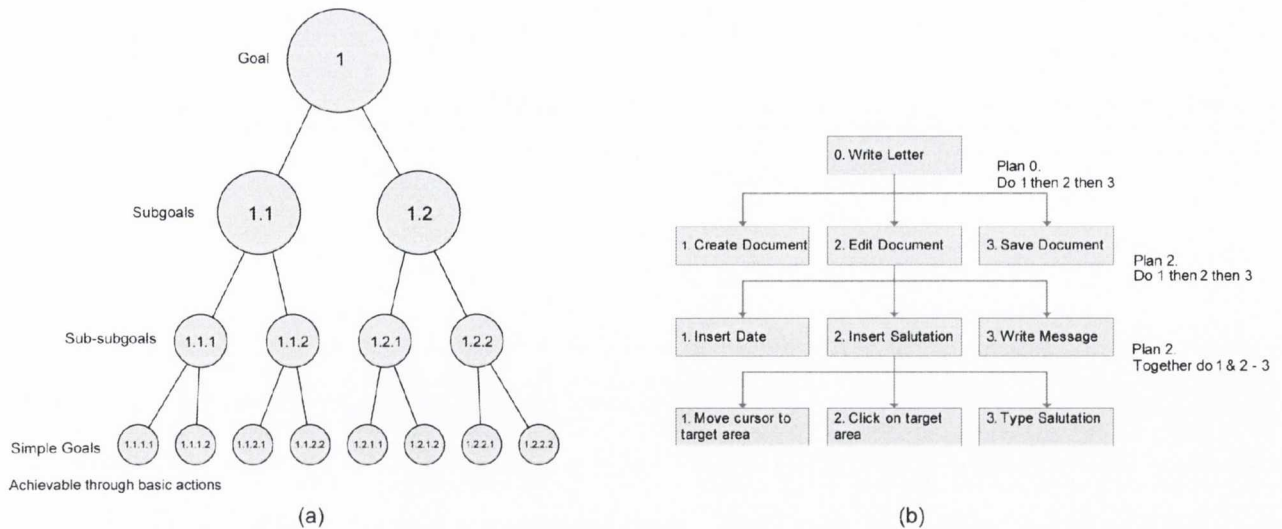 Goal
1
Subgoals
1.1
1.2
Sub-subgoals
1.1.1
1.1.2
1.2.1
1.2.2
Simple Goals
1.1.1.1
1.1.1.2
1.1.2.1
1.1.2.2
1.2.1.1
1.2.1.2
1.2.2.1
1.2.2.2
Achievable through basic actions
(a)
0. Write Letter
Plan 0.
Do 1 then 2 then 3
1. Create Document
2. Edit Document
3. Save Document
Plan 2.
Do 1 then 2 then 3
1. Insert Date
2. Insert Salutation
3. Write Message
Plan 2.
Together do 1 & 2 - 3
1. Move cursor to
target area
2. Click on target
area
3. Type Salutation
(b)